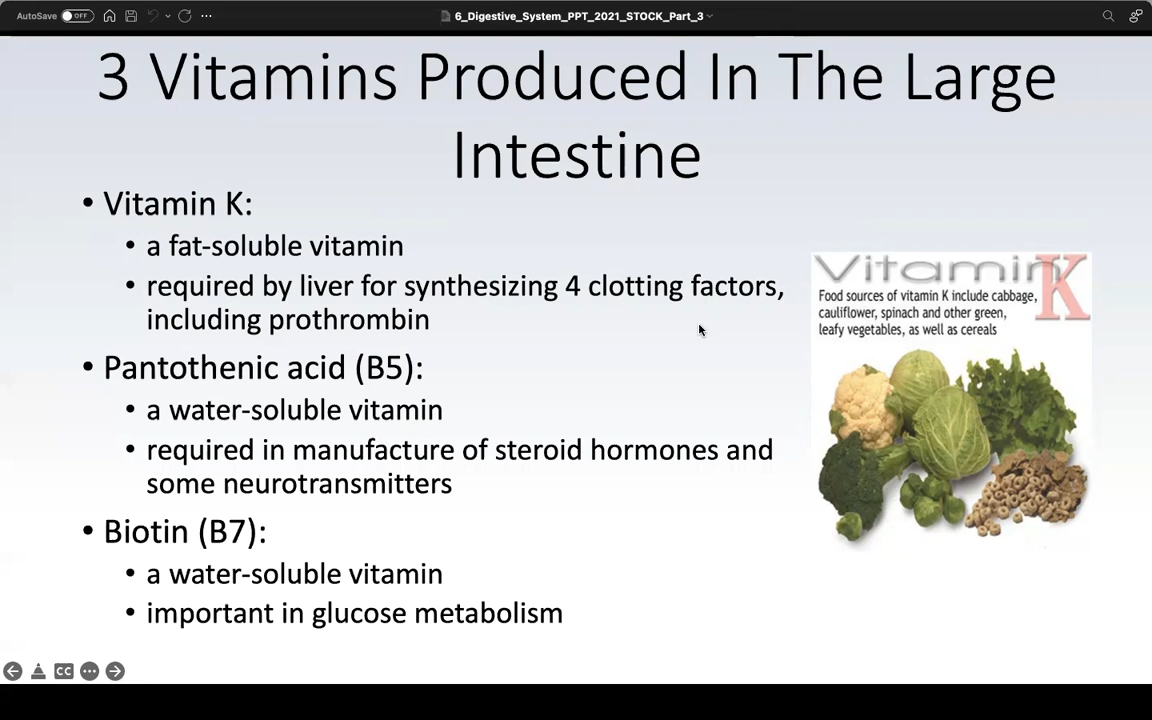 AutoSave OFF
6_Digestive_System_PPT_2021_STOCK_Part_3
3 Vitamins Produced In The Large
Intestine
• Vitamin K:
• a fat-soluble vitamin
• required by liver for synthesizing 4 clotting factors,
including prothrombin
• Pantothenic acid (B5):
• a water-soluble vitamin
• required in manufacture of steroid hormones and
some neurotransmitters
• Biotin (B7):
• a water-soluble vitamin
• important in glucose metabolism
Vitamin K
Food sources of vitamin K include cabbage,
cauliflower, spinach and other green,
leafy vegetables, as well as cereals
CC